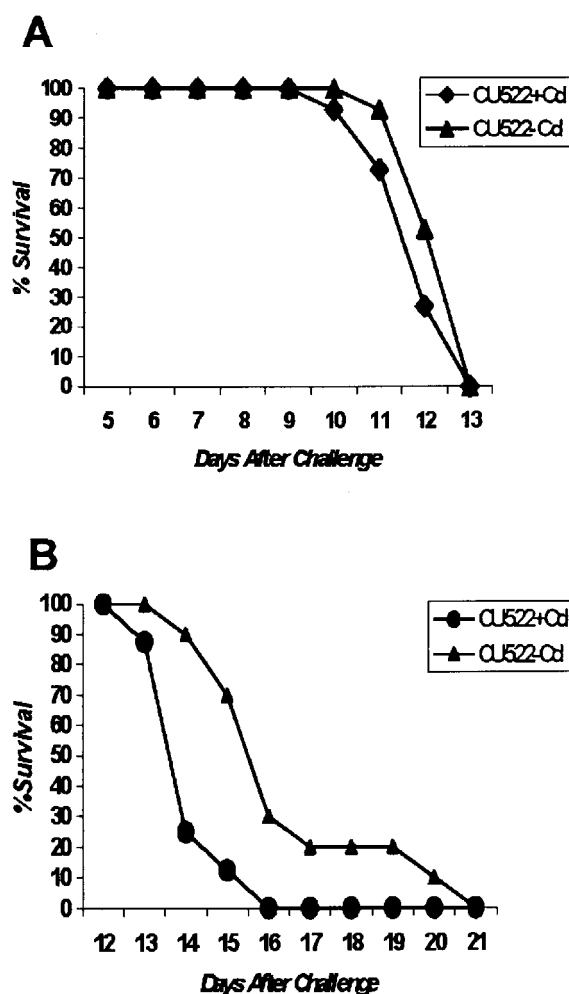 A
100
90
80
70
60
50
40
30
20
10
0
% Survival
5 6 7 8 9 10 11 12 13
Days After Challenge
CU522+Cd
CU522-Cd
B
100
90
80
70
60
50
40
30
20
10
0
%Survival
12 13 14 15 16 17 18 19 20 21
Days After Challenge
CU522+Cd
CU522-Cd